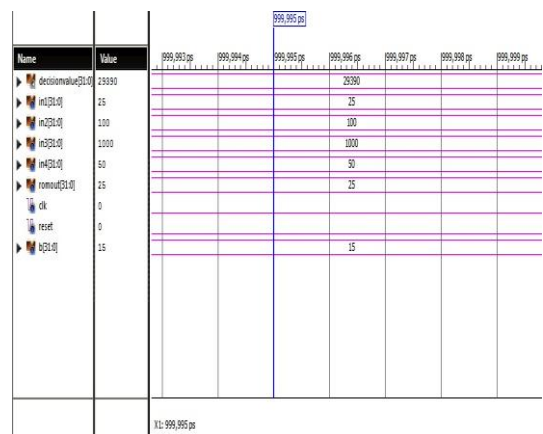 999,995 ps
Name Value 999,993 ps 999,994 ps 999,995 ps 999,996 ps 999,997 ps 999,998 ps 999,999 ps
decisionvalue[31:0] 29390 29390
in1[31:0] 25 25
in2[31:0] 100 100
in3[31:0] 1000 1000
in4[31:0] 50 50
romout[31:0] 25 25
clk 0
reset 0
b[31:0] 15 15
X1: 999,995 ps